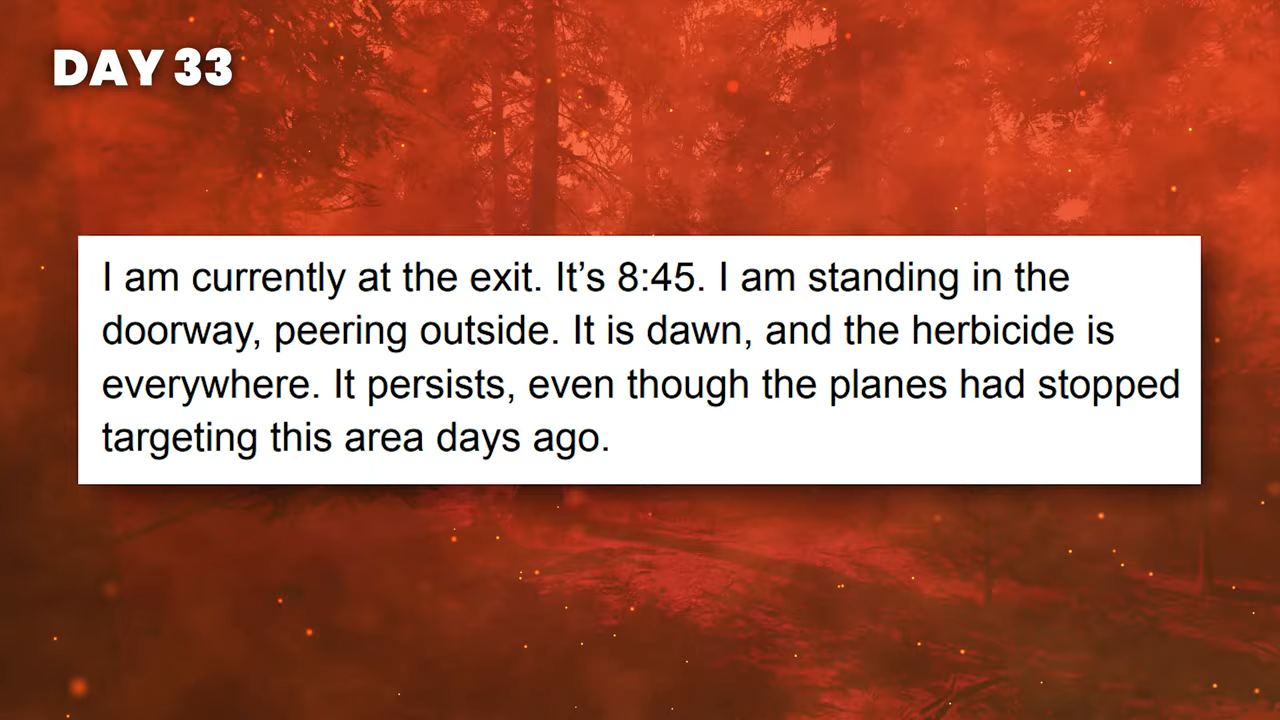 DAY 33
I am currently at the exit. It’s 8:45. I am standing in the
doorway, peering outside. It is dawn, and the herbicide is
everywhere. It persists, even though the planes had stopped
targeting this area days ago.